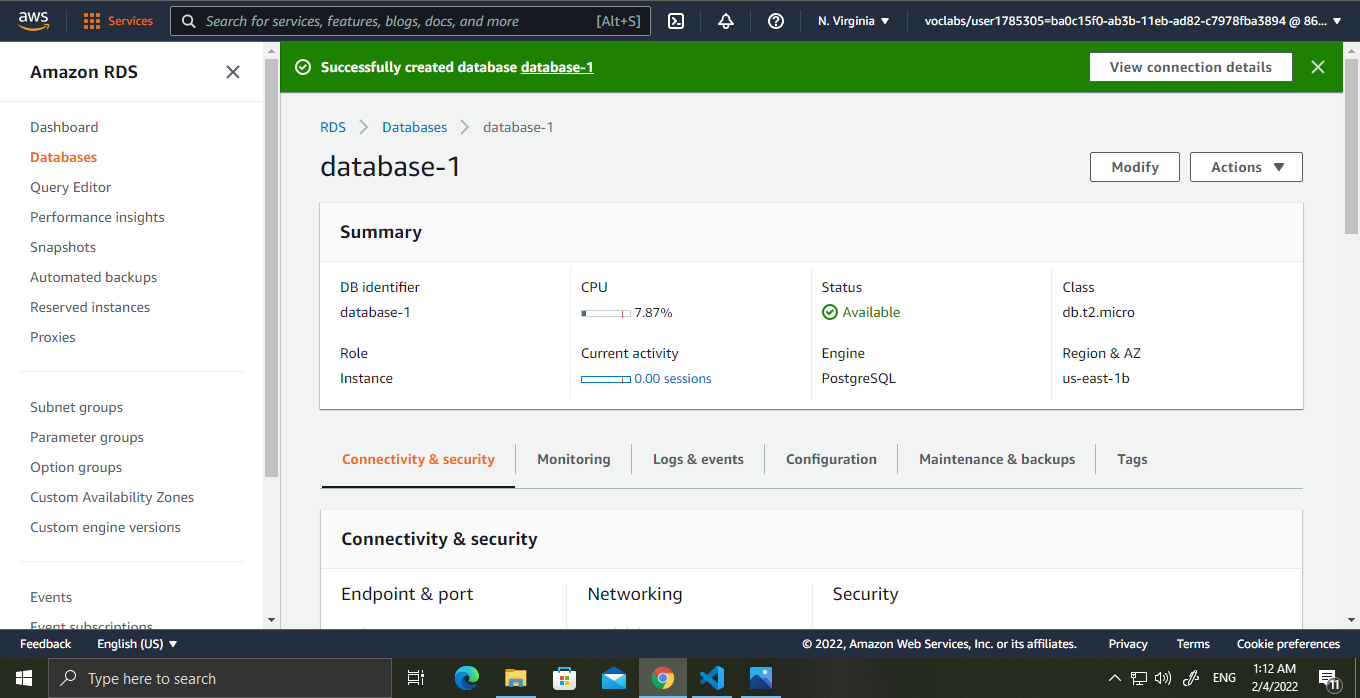 aws
Services
Search for services, features, blogs, docs, and more [Alt+S]
N. Virginia
voclabs/user1785305=ba0c15f0-ab3b-11eb-ad82-c7978fba3894 @ 86...
Amazon RDS
Dashboard
Databases
Query Editor
Performance insights
Snapshots
Automated backups
Reserved instances
Proxies
Subnet groups
Parameter groups
Option groups
Custom Availability Zones
Custom engine versions
Events
Event subscriptions
Successfully created database database-1
View connection details
RDS Databases database-1
database-1
Modify
Actions
Summary
DB identifier
database-1
CPU
7.87%
Status
Available
Class
db.t2.micro
Role
Instance
Current activity
0.00 sessions
Engine
PostgreSQL
Region & AZ
us-east-1b
Connectivity & security
Monitoring
Logs & events
Configuration
Maintenance & backups
Tags
Connectivity & security
Endpoint & port
Networking
Security
Feedback
English (US)
© 2022, Amazon Web Services, Inc. or its affiliates.
Privacy
Terms
Cookie preferences
Type here to search
ENG
1:12 AM
2/4/2022
11